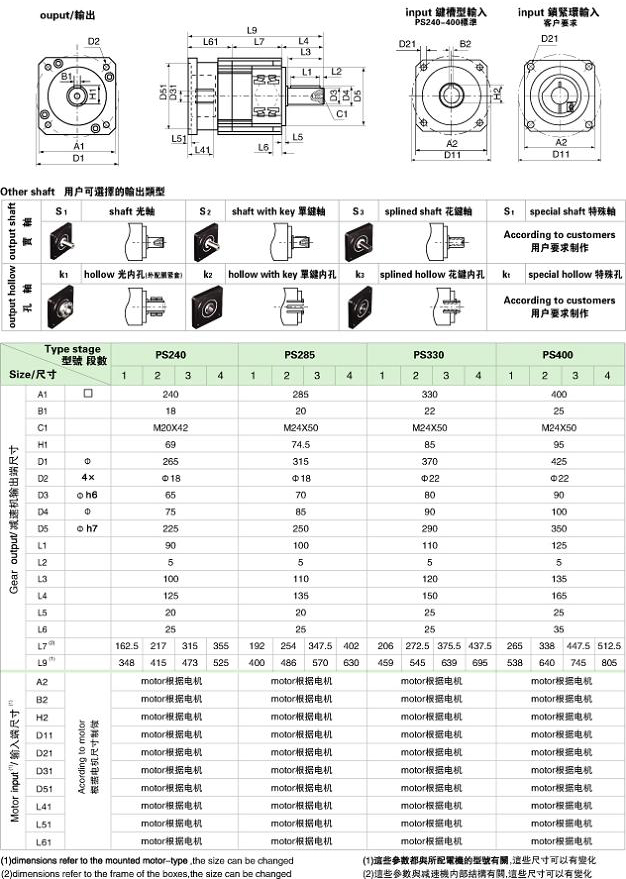 ouput/輸出
input 鍵槽型輸入
PS240-400標準
input 鎖緊環輸入
客户要求
L9
L61 L7 L4
L3
L1 L2
D2
B1
H1
A1
D1
D51
D31
D3
D4
D5
C1
L51
L41
L6
L5
D21 B2
H2
A2
D11
D21
A2
D11
Other shaft 用户可選擇的輸出類型
output shaft
實軸
S1 shaft 光軸 S2 shaft with key 單鍵軸 S3 splined shaft 花鍵軸 S1 special shaft 特殊軸
According to customers
用户要求制作
output hollow
孔軸
k1 hollow 光内孔(外配脹緊套) k2 hollow with key 單鍵内孔 k3 splined hollow 花鍵内孔 kt special hollow 特殊孔
According to customers
用户要求制作
Type stage
型號 段數
Size/尺寸
PS240 PS285 PS330 PS400
1 2 3 4 1 2 3 4 1 2 3 4 1 2 3 4
Gear output/减速机输出端尺寸
A1 □ 240 285 330 400
B1 18 20 22 25
C1 M20X42 M24X50 M24X50 M24X50
H1 69 74.5 85 95
D1 Φ 265 315 370 425
D2 4× Φ18 Φ18 Φ22 Φ22
D3 Φ h6 65 70 80 90
D4 Φ 75 85 90 100
D5 Φ h7 225 250 290 350
L1 90 100 110 125
L2 5 5 5 5
L3 100 110 120 135
L4 125 135 150 165
L5 20 20 25 25
L6 25 25 25 35
L7 (2) 162.5 217 315 355 192 254 347.5 402 206 272.5 375.5 437.5 265 338 447.5 512.5
L9 (1) 348 415 473 525 400 486 570 630 459 545 639 695 538 640 745 805
Motor input(1)/输入端尺寸(1)
Acording to motor
根据电机尺寸制做
A2 motor根据电机 motor根据电机 motor根据电机 motor根据电机
B2 motor根据电机 motor根据电机 motor根据电机 motor根据电机
H2 motor根据电机 motor根据电机 motor根据电机 motor根据电机
D11 motor根据电机 motor根据电机 motor根据电机 motor根据电机
D21 motor根据电机 motor根据电机 motor根据电机 motor根据电机
D31 motor根据电机 motor根据电机 motor根据电机 motor根据电机
D51 motor根据电机 motor根据电机 motor根据电机 motor根据电机
L41 motor根据电机 motor根据电机 motor根据电机 motor根据电机
L51 motor根据电机 motor根据电机 motor根据电机 motor根据电机
L61 motor根据电机 motor根据电机 motor根据电机 motor根据电机
(1)dimensions refer to the mounted motor-type ,the size can be changed
(1)這些參數都與所配電機的型號有關,這些尺寸可以有變化
(2)dimensions refer to the frame of the boxes,the size can be changed
(2)這些參數與减速機内部結構有關,這些尺寸可以有變化